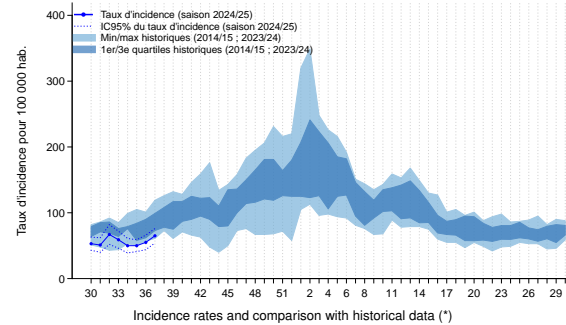 400
300
200
100
0
Taux d'incidence pour 100 000 hab.
Taux d'incidence (saison 2024/25)
IC95% du taux d'incidence (saison 2024/25)
Min/max historiques (2014/15 ; 2023/24)
1er/3e quartiles historiques (2014/15 ; 2023/24)
30 33 36 39 42 45 48 51 2 4 6 8 11 14 17 20 23 26 29
Incidence rates and comparison with historical data (*)